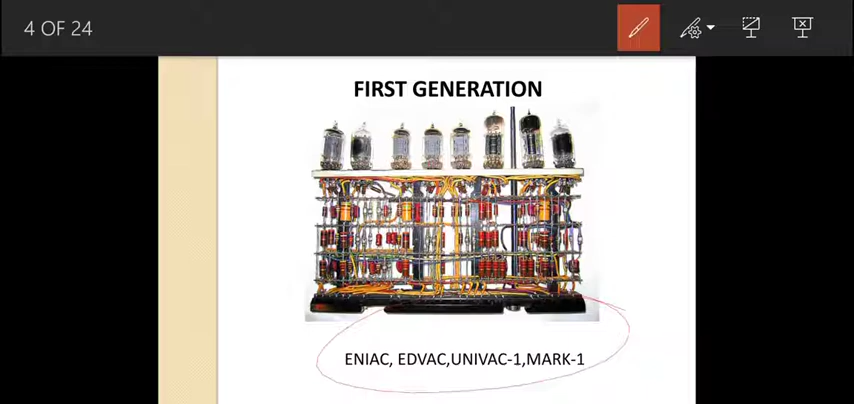 4 OF 24
FIRST GENERATION
ENIAC, EDVAC,UNIVAC-1,MARK-1